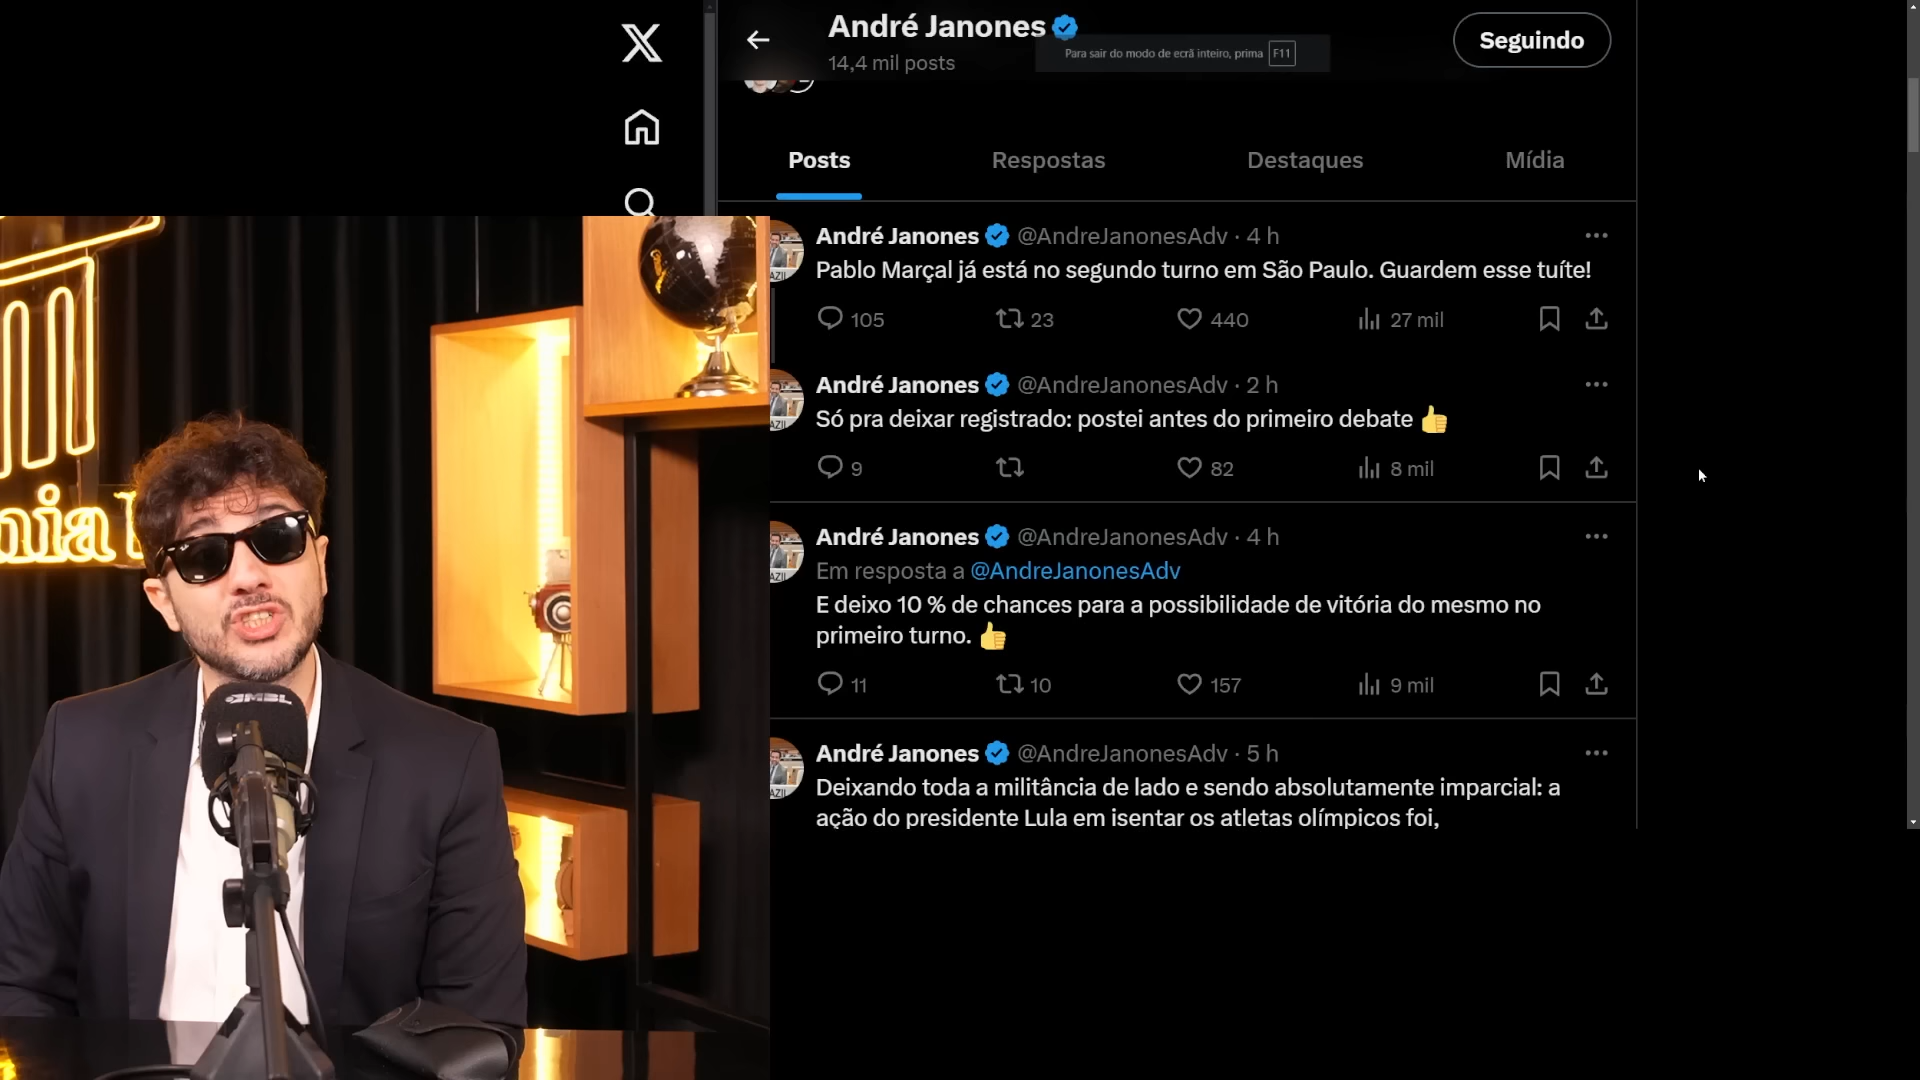 André Janones
14,4 mil posts
Para sair do modo de ecrã inteiro, prima F11
Seguindo
Posts Respostas Destaques Mídia
André Janones @AndreJanonesAdv · 4 h
Pablo Marçal já está no segundo turno em São Paulo. Guardem esse tuíte!
105 23 440 27 mil
André Janones @AndreJanonesAdv · 2 h
Só pra deixar registrado: postei antes do primeiro debate 👍
9 82 8 mil
André Janones @AndreJanonesAdv · 4 h
Em resposta a @AndreJanonesAdv
E deixo 10 % de chances para a possibilidade de vitória do mesmo no
primeiro turno. 👍
11 10 157 9 mil
André Janones @AndreJanonesAdv · 5 h
Deixando toda a militância de lado e sendo absolutamente imparcial: a
ação do presidente Lula em isentar os atletas olímpicos foi,
MBL